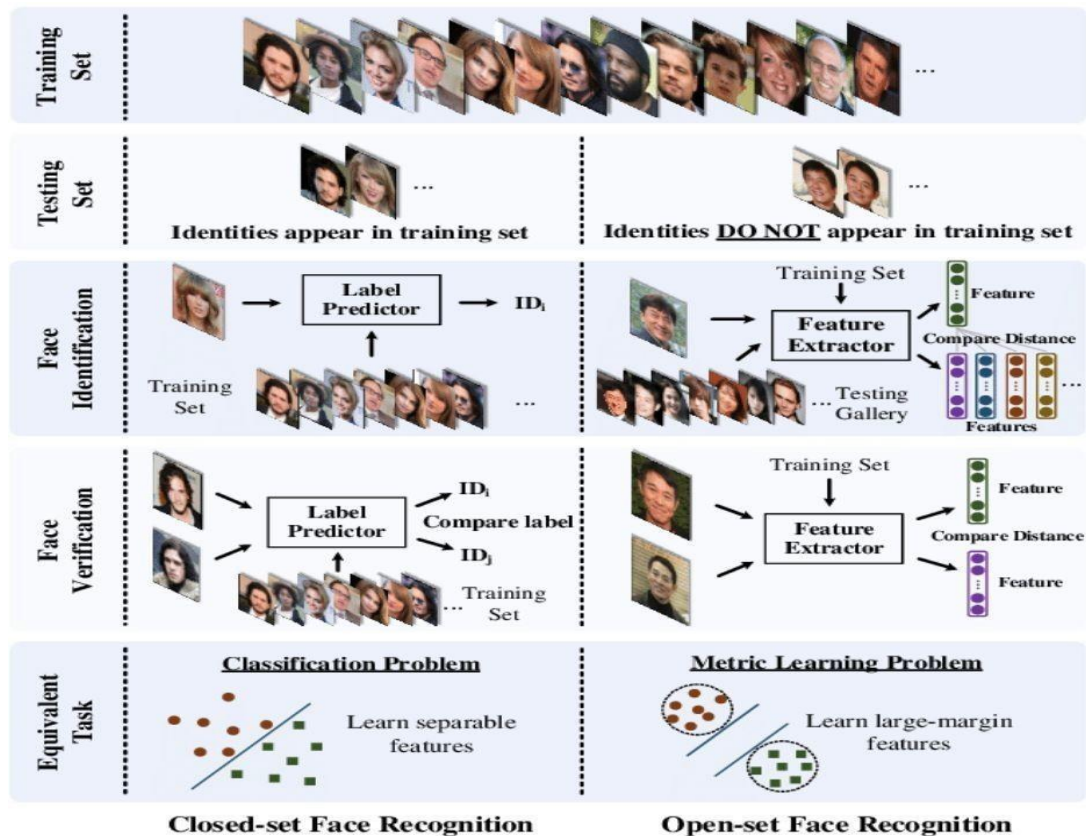 Training
Set
...
Testing
Set
...
Identities appear in training set
...
Identities DO NOT appear in training set
Face
Identification
Label
Predictor
IDi
Training
Set
...
Training Set
Feature
Extractor
Feature
Compare Distance
... Testing
Gallery
...
Features
Face
Verification
Label
Predictor
IDi
Compare label
IDj
... Training
Set
Training Set
Feature
Extractor
Feature
Compare Distance
Feature
Equivalent
Task
Classification Problem
Learn separable
features
Metric Learning Problem
Learn large-margin
features
Closed-set Face Recognition
Open-set Face Recognition